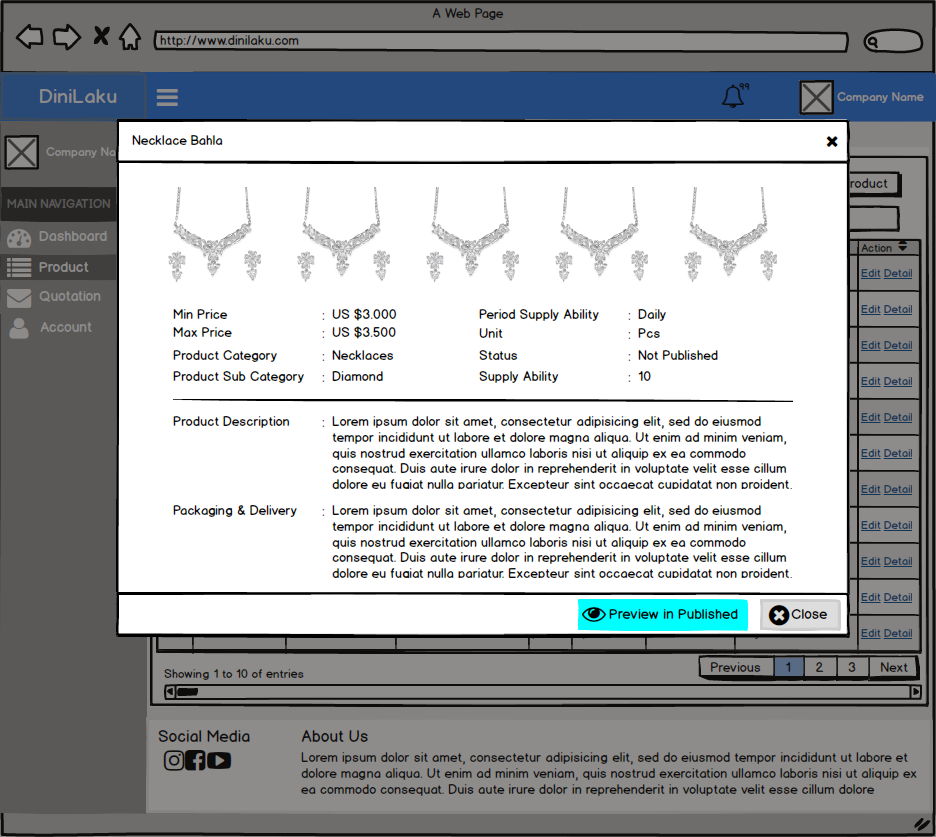 A Web Page
http://www.dinilaku.com
DiniLaku
99
Company Name
Company Na
MAIN NAVIGATION
Dashboard
Product
Quotation
Account
Necklace Bahla
Min Price : US $3.000
Max Price : US $3.500
Product Category : Necklaces
Product Sub Category : Diamond
Period Supply Ability : Daily
Unit : Pcs
Status : Not Published
Supply Ability : 10
Product Description : Lorem ipsum dolor sit amet, consectetur adipisicing elit, sed do eiusmod
tempor incididunt ut labore et dolore magna aliqua. Ut enim ad minim veniam,
quis nostrud exercitation ullamco laboris nisi ut aliquip ex ea commodo
consequat. Duis aute irure dolor in reprehenderit in voluptate velit esse cillum
dolore eu fugiat nulla pariatur. Excepteur sint occaecat cupidatat non proident.
Packaging & Delivery : Lorem ipsum dolor sit amet, consectetur adipisicing elit, sed do eiusmod
tempor incididunt ut labore et dolore magna aliqua. Ut enim ad minim veniam,
quis nostrud exercitation ullamco laboris nisi ut aliquip ex ea commodo
consequat. Duis aute irure dolor in reprehenderit in voluptate velit esse cillum
dolore eu fugiat nulla pariatur. Excepteur sint occaecat cupidatat non proident.
Preview in Published
Close
roduct
Action
Edit Detail
Edit Detail
Edit Detail
Edit Detail
Edit Detail
Edit Detail
Edit Detail
Edit Detail
Edit Detail
Edit Detail
Edit Detail
Showing 1 to 10 of entries
Previous 1 2 3 Next
Social Media
About Us
Lorem ipsum dolor sit amet, consectetur adipisicing elit, sed do eiusmod tempor incididunt ut labore et
dolore magna aliqua. Ut enim ad minim veniam, quis nostrud exercitation ullamco laboris nisi ut aliquip ex
ea commodo consequat. Duis aute irure dolor in reprehenderit in voluptate velit esse cillum dolore